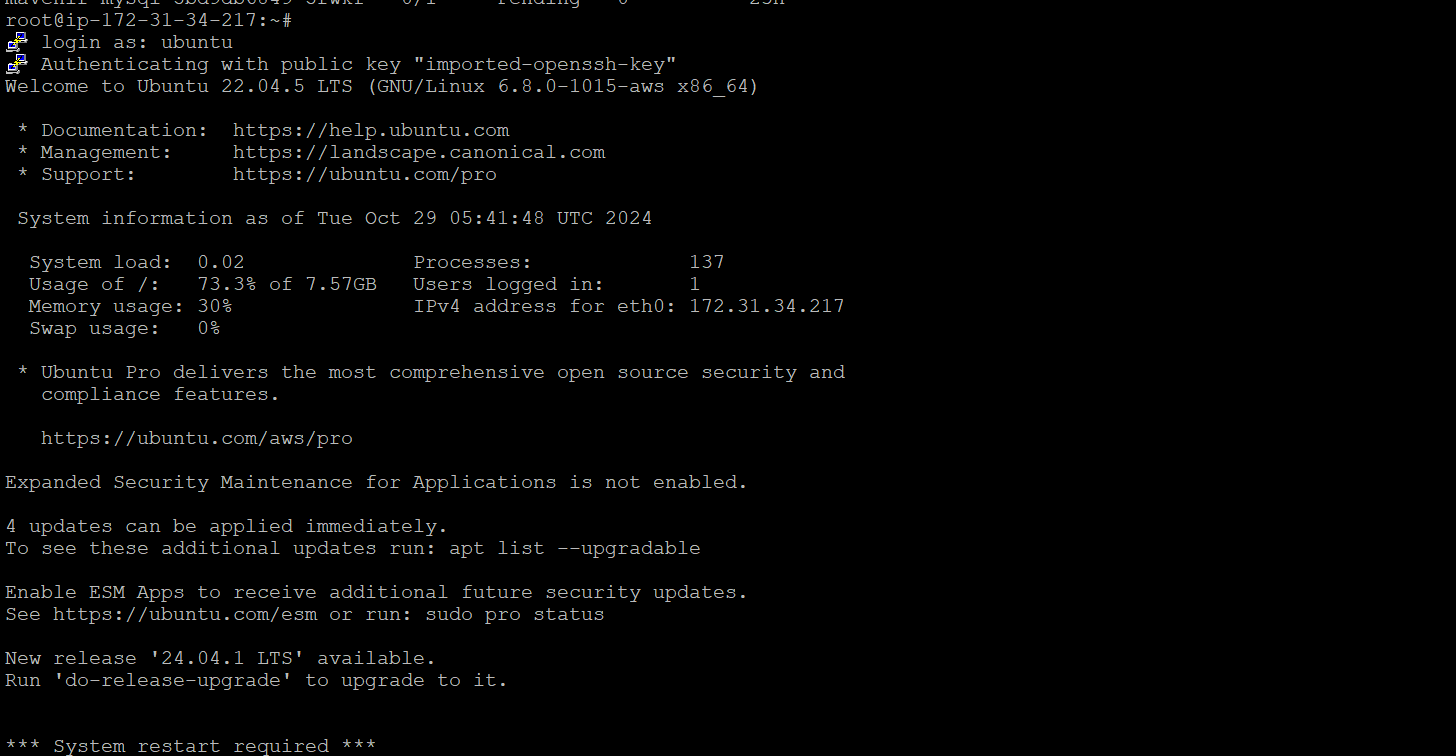 root@ip-172-31-34-217:~#
login as: ubuntu
Authenticating with public key "imported-openssh-key"
Welcome to Ubuntu 22.04.5 LTS (GNU/Linux 6.8.0-1015-aws x86_64)
* Documentation:  https://help.ubuntu.com
* Management:     https://landscape.canonical.com
* Support:        https://ubuntu.com/pro
System information as of Tue Oct 29 05:41:48 UTC 2024
System load:  0.02              Processes:             137
Usage of /:   73.3% of 7.57GB   Users logged in:       1
Memory usage: 30%               IPv4 address for eth0: 172.31.34.217
Swap usage:   0%
* Ubuntu Pro delivers the most comprehensive open source security and
compliance features.
https://ubuntu.com/aws/pro
Expanded Security Maintenance for Applications is not enabled.
4 updates can be applied immediately.
To see these additional updates run: apt list --upgradable
Enable ESM Apps to receive additional future security updates.
See https://ubuntu.com/esm or run: sudo pro status
New release '24.04.1 LTS' available.
Run 'do-release-upgrade' to upgrade to it.
*** System restart required ***